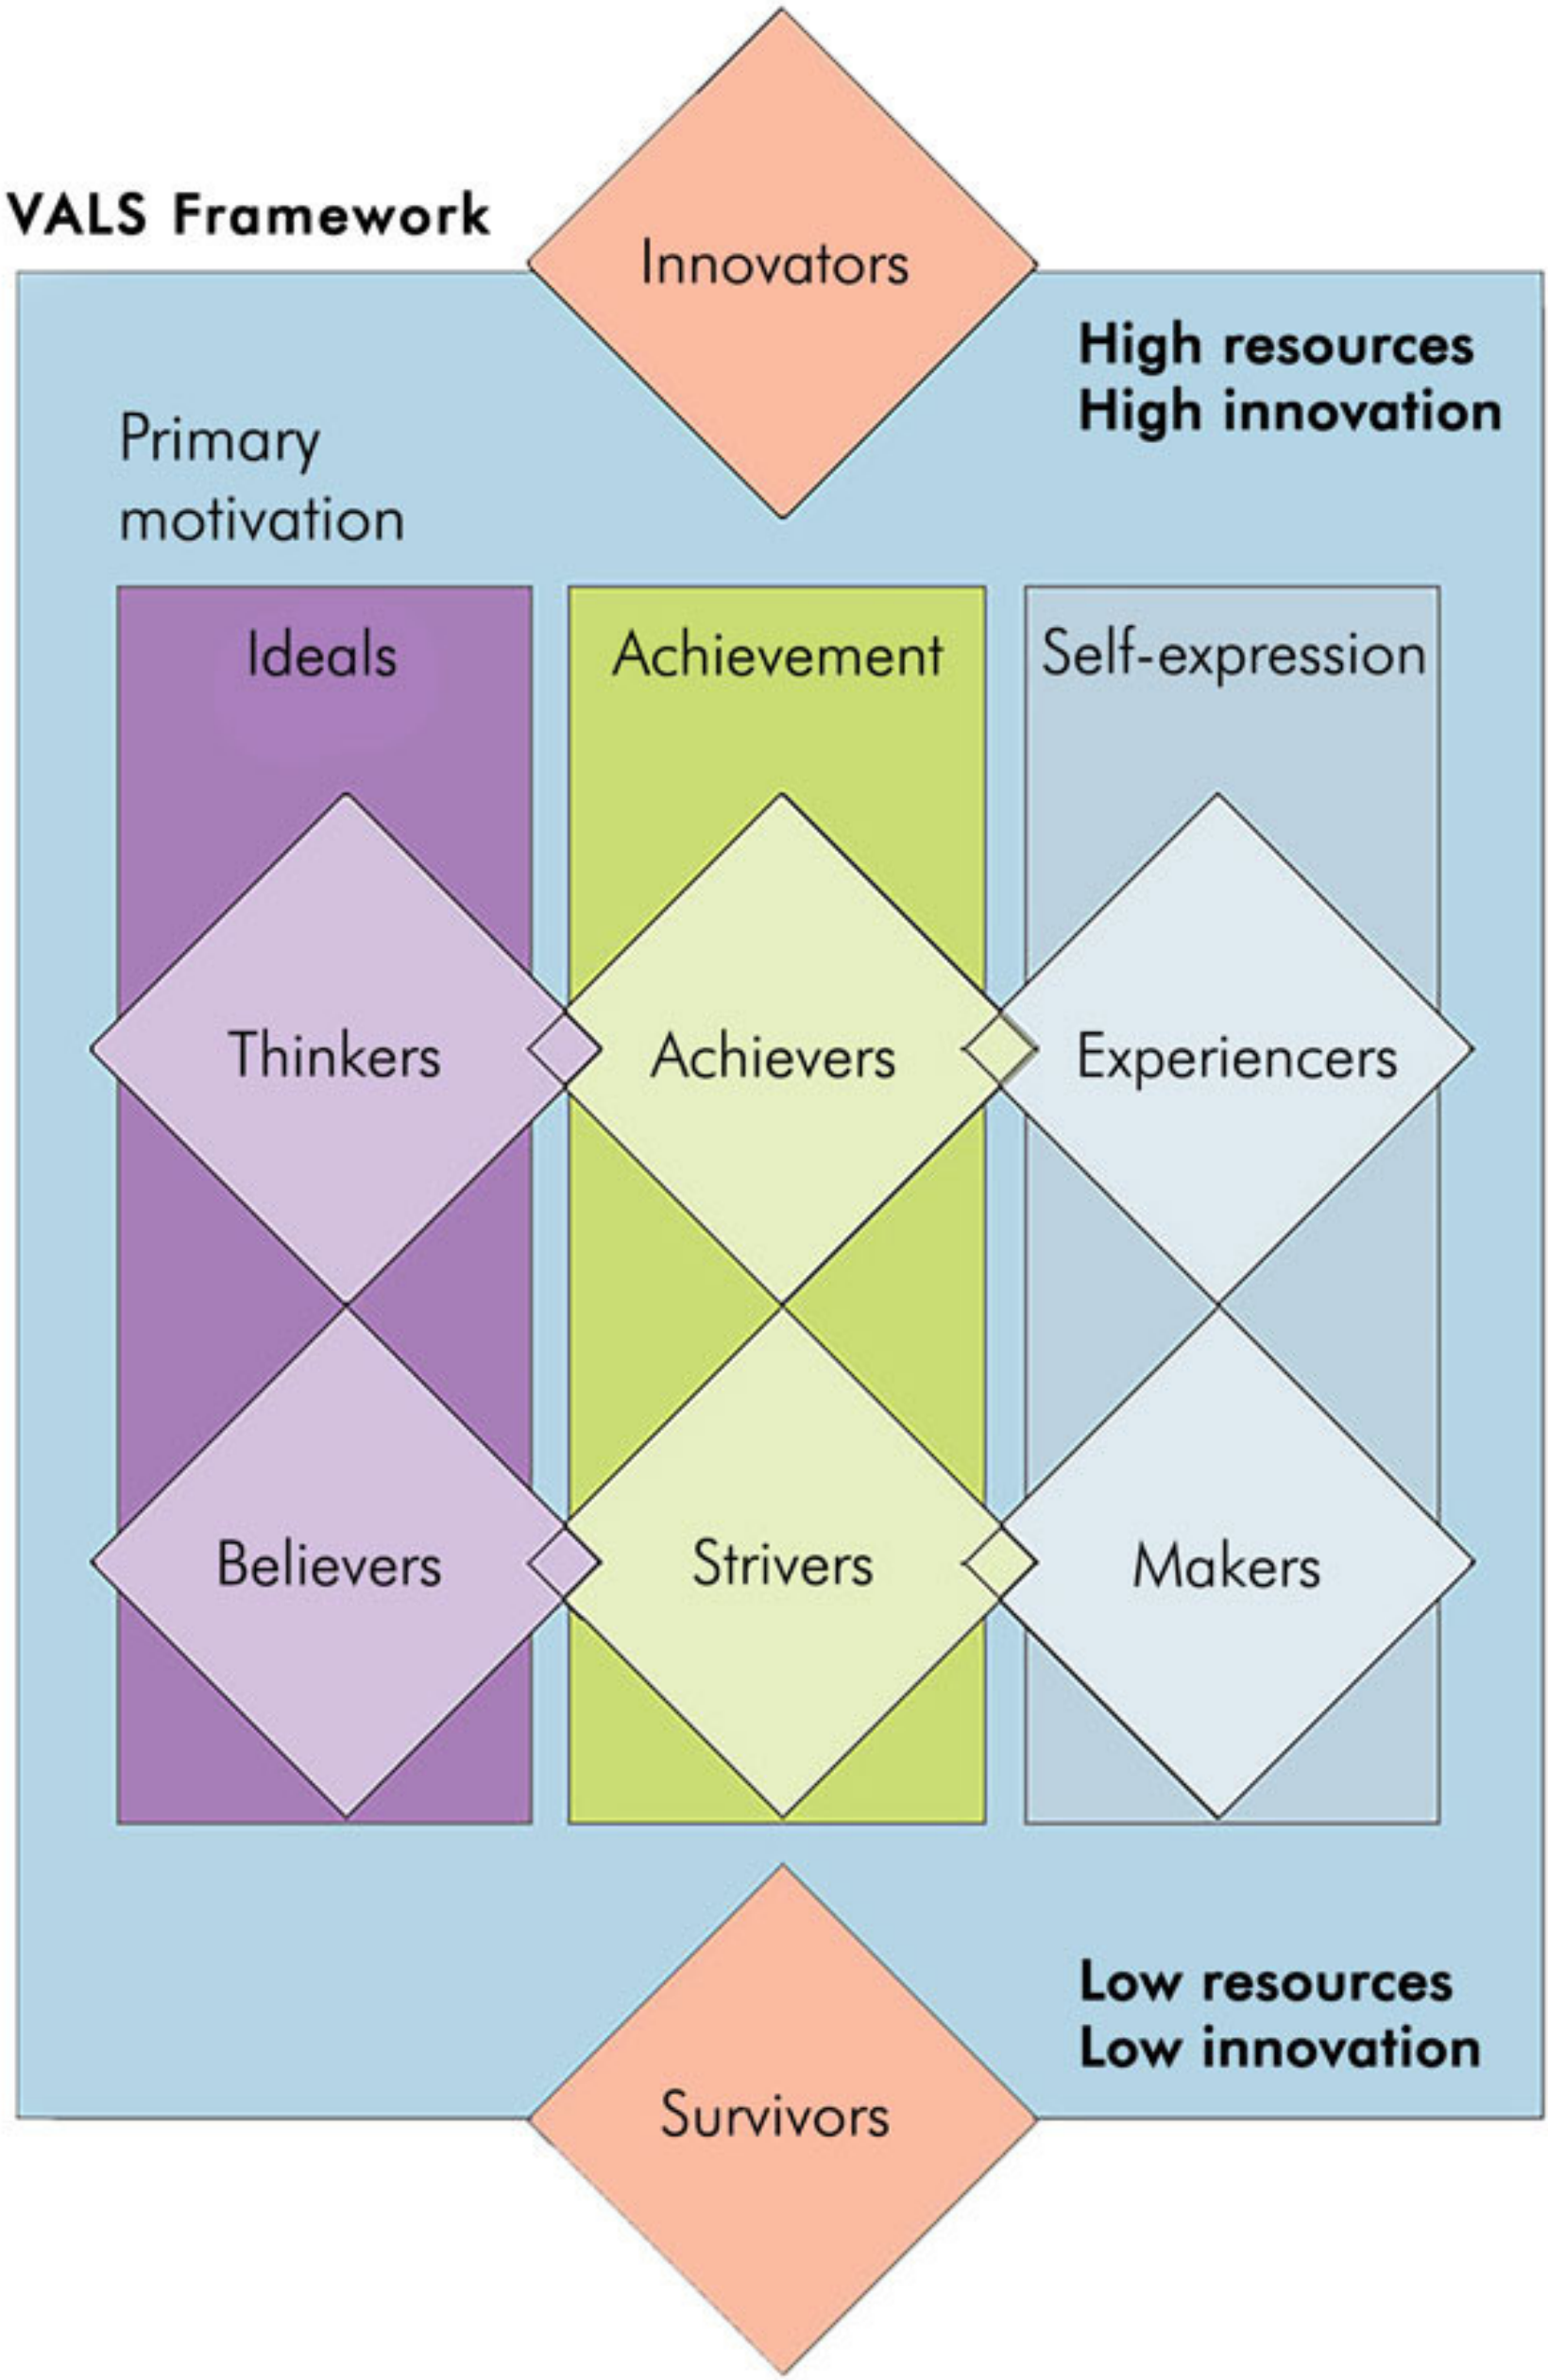 Innovators
VALS Framework
High resources
High innovation
Primary
motivation
Ideals
Achievement
Self-expression
Thinkers
Achievers
Experiencers
Believers
Strivers
Makers
Low resources
Low innovation
Survivors